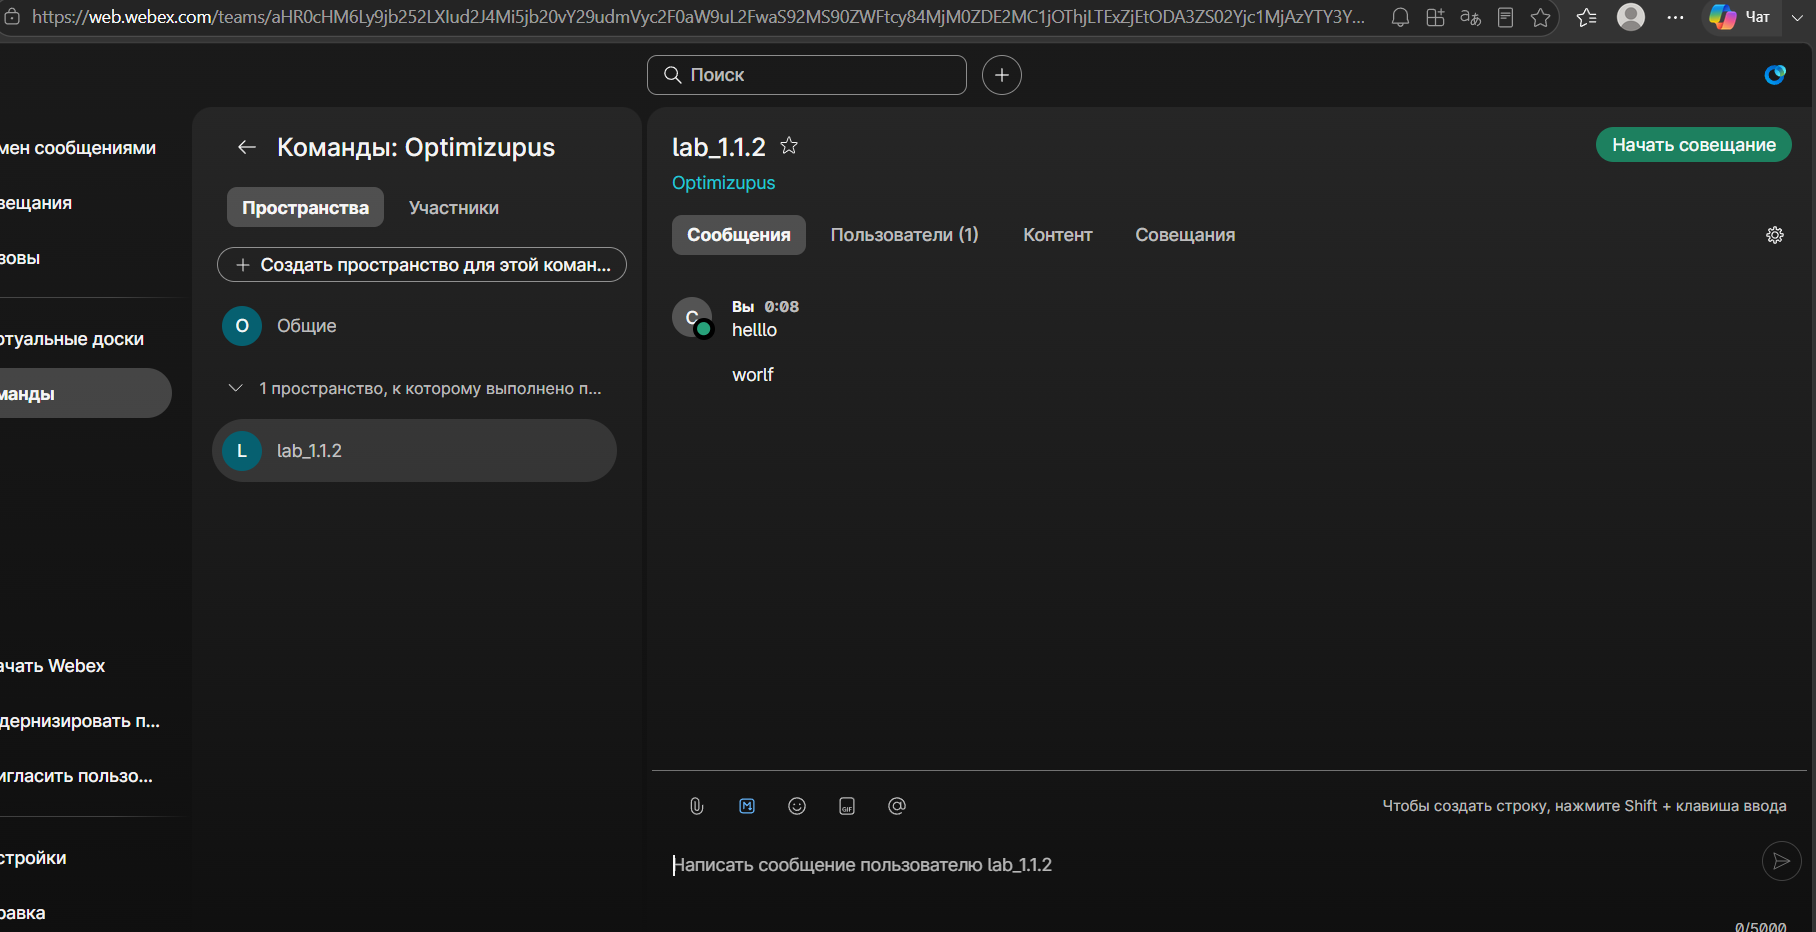 https://web.webex.com/teams/aHR0cHM6Ly9jb252LXIud2J4Mi5jb20vY29udmVyc2F0aW9uL2FwaS92MS90ZWFtcy84MjM0ZDE2MC1jOThjLTExZjEtODA3ZS02Yjc1MjAzYTY3Y...
Чат
Поиск
мен сообщениями
вещания
зовы
отуальные доски
манды
ачать Webex
дернизировать п...
игласить пользо...
стройки
равка
Команды: Optimizupus
Пространства Участники
+ Создать пространство для этой коман...
O Общие
1 пространство, к которому выполнено п...
L lab_1.1.2
lab_1.1.2
Начать совещание
Optimizupus
Сообщения Пользователи (1) Контент Совещания
C Вы 0:08
helllo
worlf
GIF @ Чтобы создать строку, нажмите Shift + клавиша ввода
Написать сообщение пользователю lab_1.1.2
0/5000